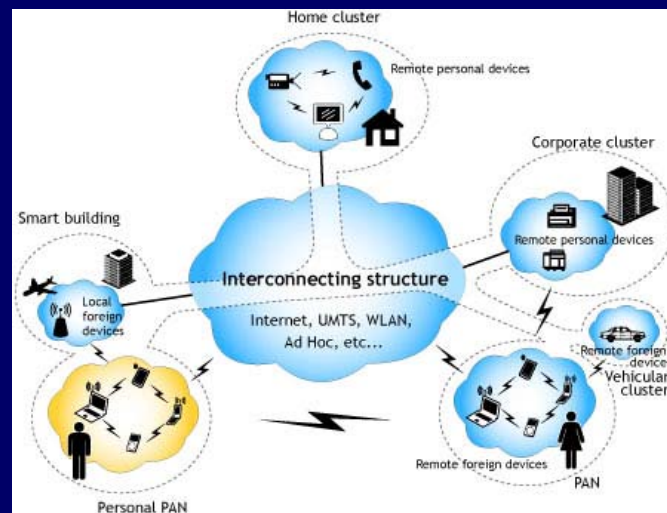 Home cluster
Remote personal devices
Corporate cluster
Remote personal devices
Smart building
Local
foreign
devices
Interconnecting structure
Internet, UMTS, WLAN,
Ad Hoc, etc...
Remote foreign
device
Vehicular
cluster
Remote foreign devices
PAN
Personal PAN